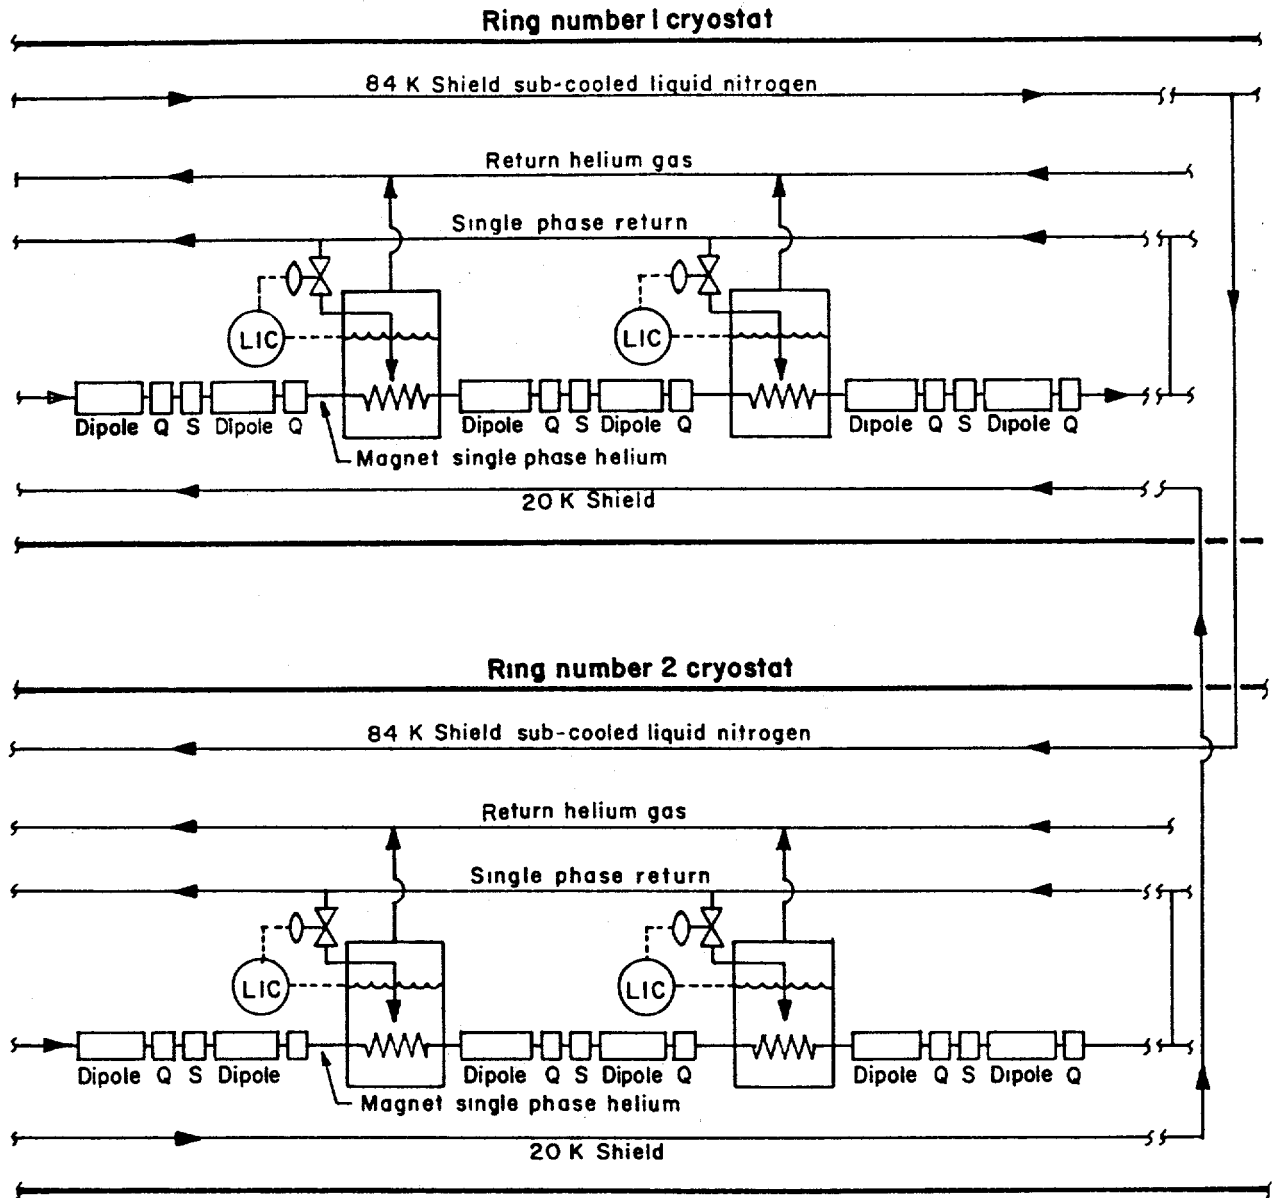 Ring number 1 cryostat
84 K Shield sub-cooled liquid nitrogen
Return helium gas
Single phase return
LIC LIC
Dipole Q S Dipole Q Dipole Q S Dipole Q Dipole Q S Dipole Q
Magnet single phase helium
20 K Shield
Ring number 2 cryostat
84 K Shield sub-cooled liquid nitrogen
Return helium gas
Single phase return
LIC LIC
Dipole Q S Dipole Dipole Q S Dipole Q Dipole Q S Dipole Q
Magnet single phase helium
20 K Shield